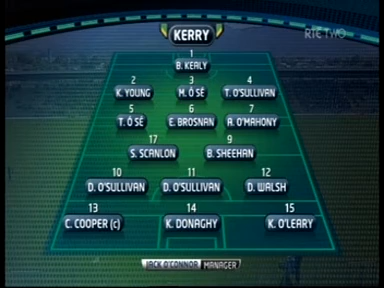 KERRY
RTÉ TWO
1
B. KEALY
2 3 4
K. YOUNG M. Ó SÉ T. O'SULLIVAN
5 6 7
T. Ó SÉ E. BROSNAN A. O'MAHONY
17 9
S. SCANLON B. SHEEHAN
10 11 12
D. O'SULLIVAN D. O'SULLIVAN D. WALSH
13 14 15
C. COOPER (c) K. DONAGHY K. O'LEARY
JACK O'CONNOR MANAGER